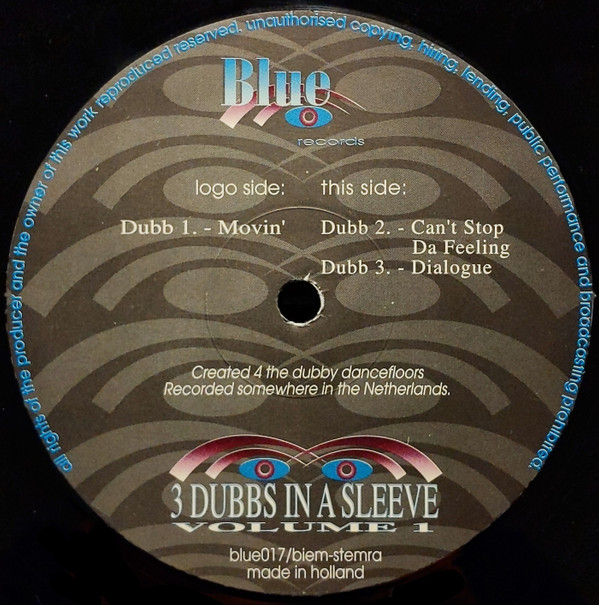 all rights of the producer and the owner of this work reproduced reserved. unauthorised copying, hiring, lending, public performance and broadcasting prohibited.
Blue
records
logo side: this side:
Dubb 1. - Movin' Dubb 2. - Can't Stop
Da Feeling
Dubb 3. - Dialogue
Created 4 the dubby dancefloors
Recorded somewhere in the Netherlands.
3 DUBBS IN A SLEEVE
VOLUME 1
blue017/biem-stemra
made in holland